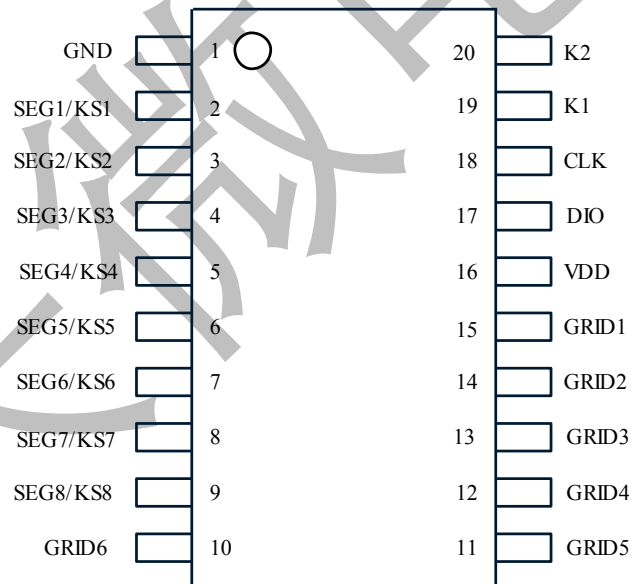 GND 1 20 K2
SEG1/KS1 2 19 K1
SEG2/KS2 3 18 CLK
SEG3/KS3 4 17 DIO
SEG4/KS4 5 16 VDD
SEG5/KS5 6 15 GRID1
SEG6/KS6 7 14 GRID2
SEG7/KS7 8 13 GRID3
SEG8/KS8 9 12 GRID4
GRID6 10 11 GRID5